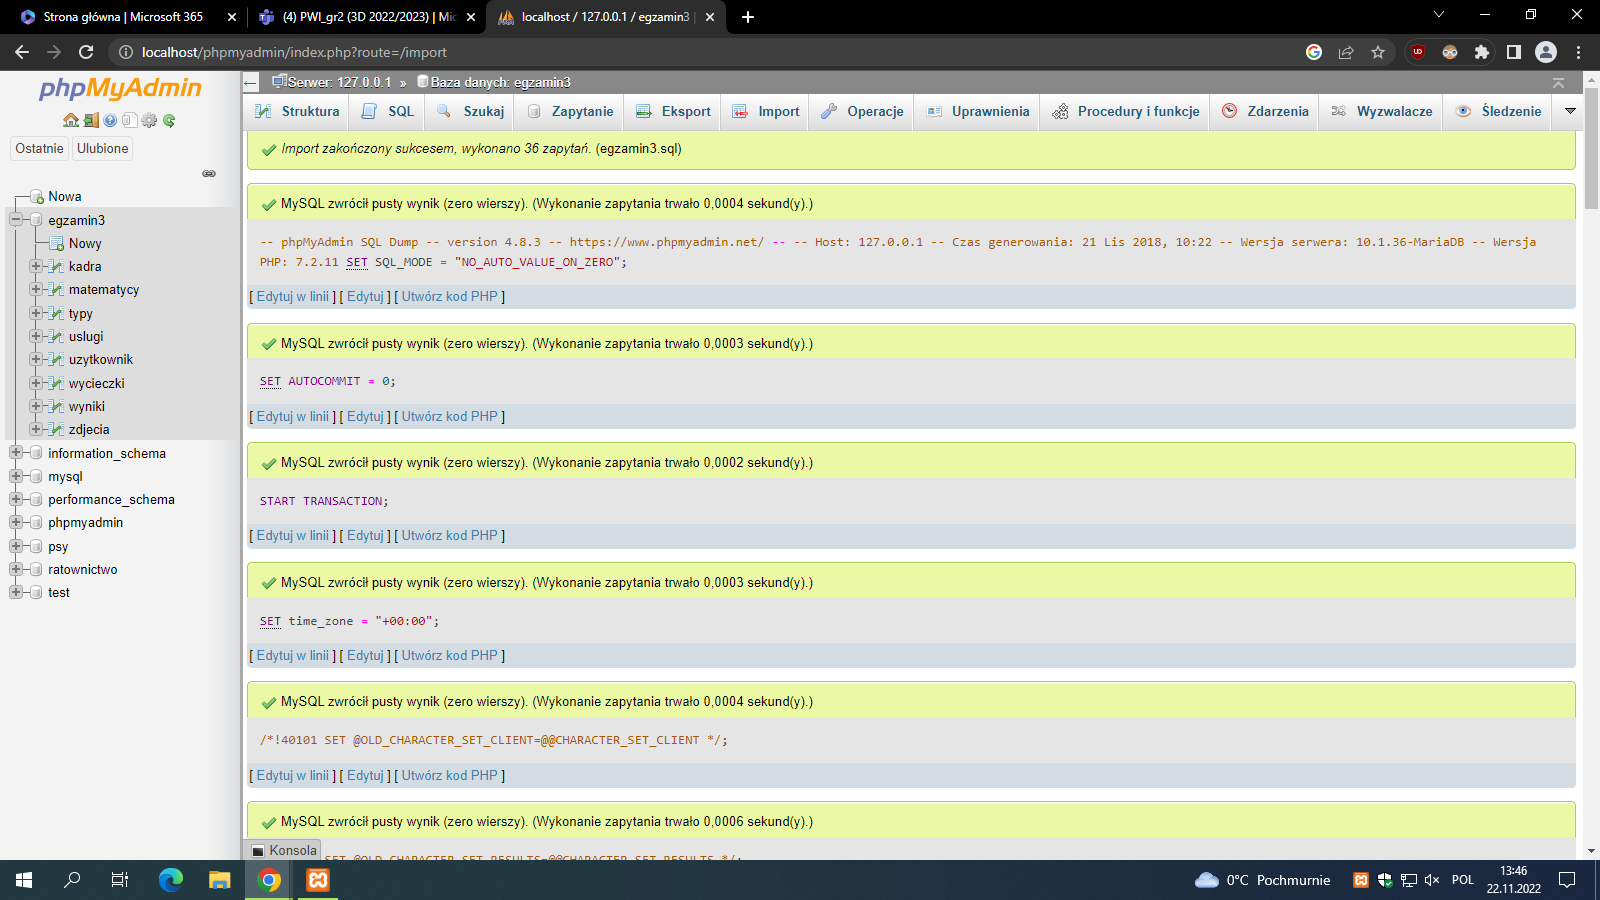 Strona główna | Microsoft 365
(4) PWI_gr2 (3D 2022/2023) | Mic
localhost / 127.0.0.1 / egzamin3 |
localhost/phpmyadmin/index.php?route=/import
phpMyAdmin
Ostatnie
Ulubione
Nowa
egzamin3
Nowy
kadra
matematycy
typy
uslugi
uzytkownik
wycieczki
wyniki
zdjecia
information_schema
mysql
performance_schema
phpmyadmin
psy
ratownictwo
test
Serwer: 127.0.0.1 » Baza danych: egzamin3
Struktura SQL Szukaj Zapytanie Eksport Import Operacje Uprawnienia Procedury i funkcje Zdarzenia Wyzwalacze Śledzenie
Import zakończony sukcesem, wykonano 36 zapytań. (egzamin3.sql)
MySQL zwrócił pusty wynik (zero wierszy). (Wykonanie zapytania trwało 0,0004 sekund(y).)
-- phpMyAdmin SQL Dump -- version 4.8.3 -- https://www.phpmyadmin.net/ -- -- Host: 127.0.0.1 -- Czas generowania: 21 Lis 2018, 10:22 -- Wersja serwera: 10.1.36-MariaDB -- Wersja
PHP: 7.2.11 SET SQL_MODE = "NO_AUTO_VALUE_ON_ZERO";
[ Edytuj w linii ] [ Edytuj ] [ Utwórz kod PHP ]
MySQL zwrócił pusty wynik (zero wierszy). (Wykonanie zapytania trwało 0,0003 sekund(y).)
SET AUTOCOMMIT = 0;
[ Edytuj w linii ] [ Edytuj ] [ Utwórz kod PHP ]
MySQL zwrócił pusty wynik (zero wierszy). (Wykonanie zapytania trwało 0,0002 sekund(y).)
START TRANSACTION;
[ Edytuj w linii ] [ Edytuj ] [ Utwórz kod PHP ]
MySQL zwrócił pusty wynik (zero wierszy). (Wykonanie zapytania trwało 0,0003 sekund(y).)
SET time_zone = "+00:00";
[ Edytuj w linii ] [ Edytuj ] [ Utwórz kod PHP ]
MySQL zwrócił pusty wynik (zero wierszy). (Wykonanie zapytania trwało 0,0004 sekund(y).)
/*!40101 SET @OLD_CHARACTER_SET_CLIENT=@@CHARACTER_SET_CLIENT */;
[ Edytuj w linii ] [ Edytuj ] [ Utwórz kod PHP ]
MySQL zwrócił pusty wynik (zero wierszy). (Wykonanie zapytania trwało 0,0006 sekund(y).)
SET @OLD_CHARACTER_SET_RESULTS=@@CHARACTER_SET_RESULTS */;
Konsola
0°C Pochmurnie
POL
13:46
22.11.2022